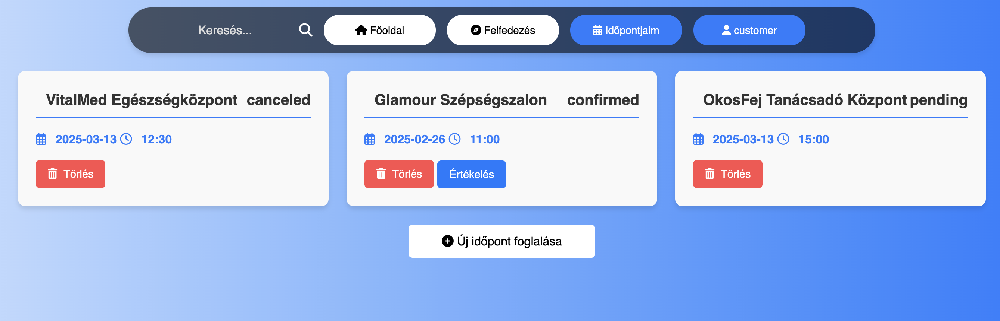 Keresés...
Főoldal
Felfedezés
Időpontjaim
customer
VitalMed Egészségközpont canceled
2025-03-13 12:30
Törlés
Glamour Szépségszalon confirmed
2025-02-26 11:00
Törlés
Értékelés
OkosFej Tanácsadó Központ pending
2025-03-13 15:00
Törlés
Új időpont foglalása